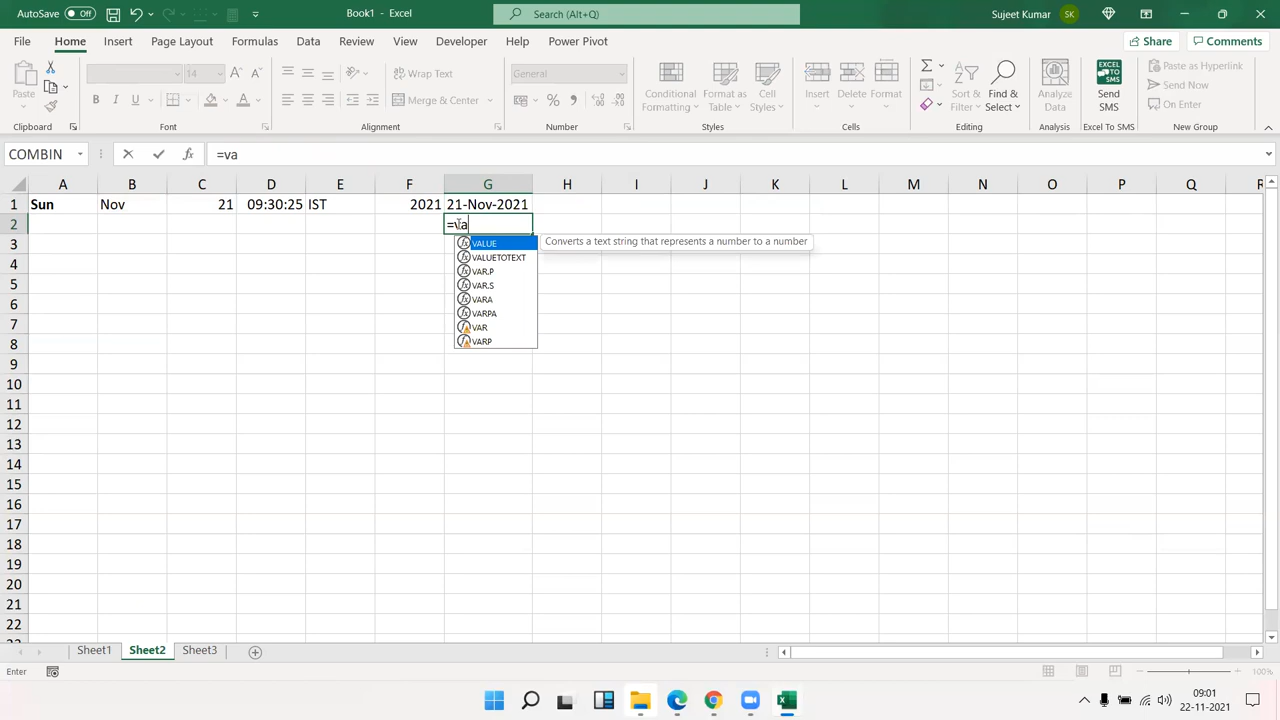 AutoSave Off Book1 - Excel Search (Alt+Q) Sujeet Kumar SK
File Home Insert Page Layout Formulas Data Review View Developer Help Power Pivot Share Comments
Paste 14 Wrap Text General Conditional Formatting Format as Table Cell Styles Insert Delete Format Sort & Filter Find & Select Analyze Data Send SMS Paste as Hyperlink
B I U Merge & Center Send Now
On Enter
Clipboard Font Alignment Number Styles Cells Editing Analysis Excel To SMS New Group
COMBIN =va
A B C D E F G H I J K L M N O P Q R
1 Sun Nov 21 09:30:25 IST 2021 21-Nov-2021
2 =va
3 VALUE Converts a text string that represents a number to a number
VALUETOTEXT
4 VAR.P
5 VAR.S
VARA
6 VARPA
7 VAR
8 VARP
9
10
11
12
13
14
15
16
17
18
19
20
21
22
23
Sheet1 Sheet2 Sheet3
Enter 100%
09:01
22-11-2021